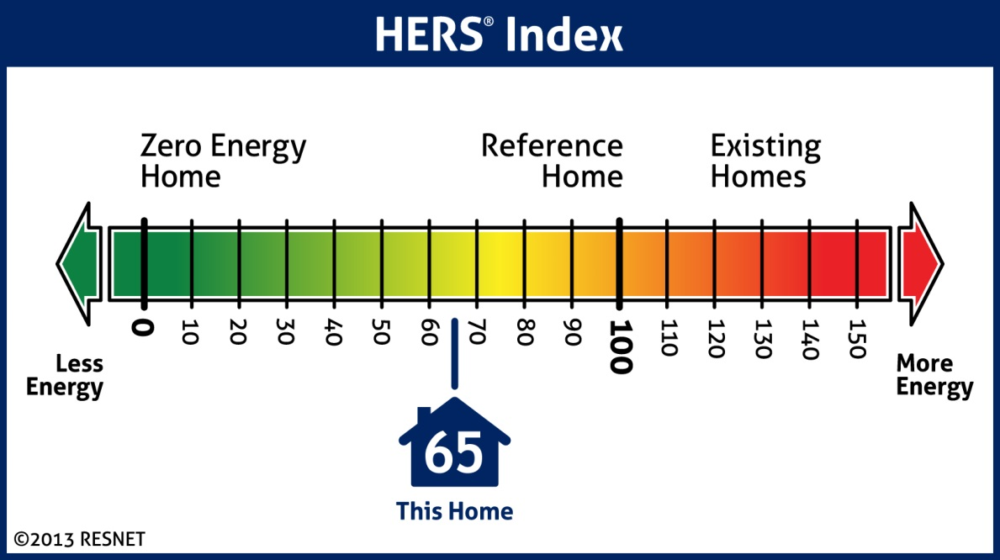 HERS® Index
Zero Energy
Home
Reference
Home
Existing
Homes
0 10 20 30 40 50 60 70 80 90 100 110 120 130 140 150
Less
Energy
More
Energy
65
This Home
©2013 RESNET